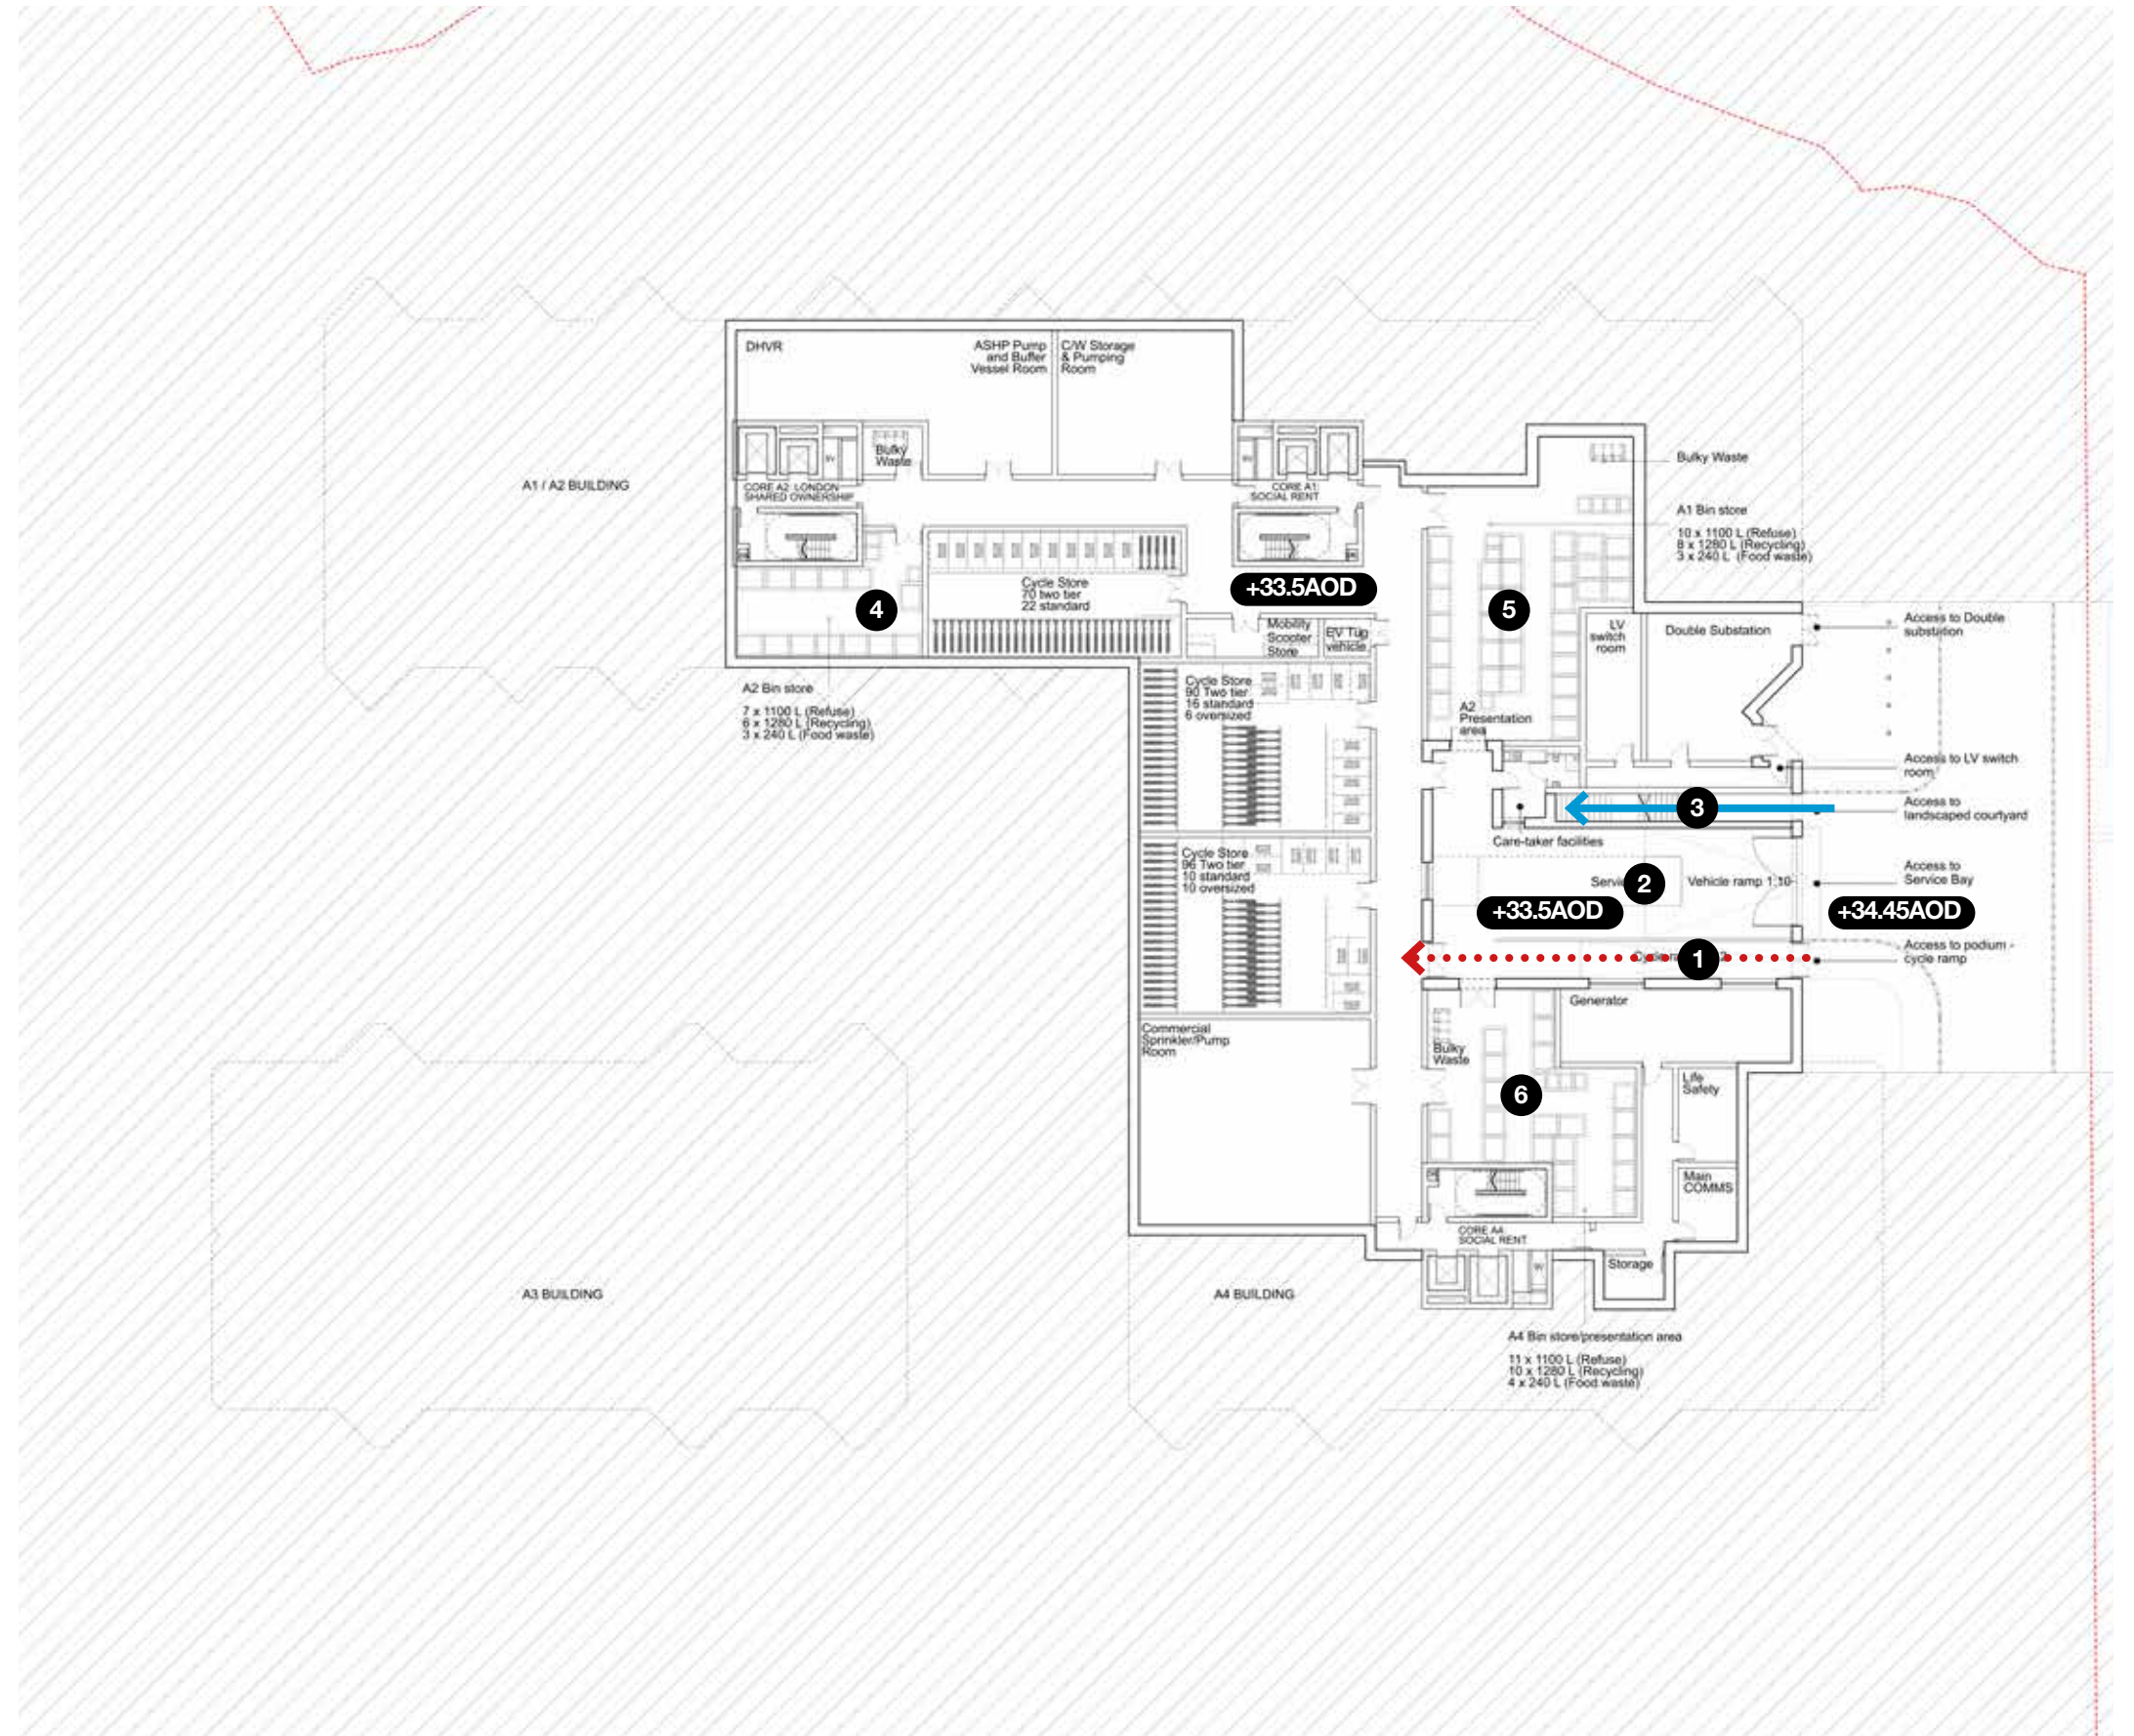 DHVR
ASHP Pump
and Buffer
Vessel Room
C/W Storage
& Pumping
Room
Bulky
Waste
A1 / A2 BUILDING
CORE A2: LONDON
SHARED OWNERSHIP
CORE A1:
SOCIAL RENT
Bulky Waste
A1 Bin store
10 x 1100 L (Refuse)
8 x 1280 L (Recycling)
3 x 240 L (Food waste)
Cycle Store
70 two tier
22 standard
+33.5AOD
4
5
Mobility
Scooter
Store
EV Tug
vehicle
LV
switch
room
Double Substation
Access to Double
substation
A2 Bin store
7 x 1100 L (Refuse)
6 x 1280 L (Recycling)
3 x 240 L (Food waste)
Cycle Store
90 Two tier
16 standard
6 oversized
A2
Presentation
area
Access to LV switch
room
3
Access to
landscaped courtyard
Care-taker facilities
Cycle Store
96 Two tier
10 standard
10 oversized
2
Vehicle ramp 1:10
Access to
Service Bay
+33.5AOD
+34.45AOD
1
Access to podium -
cycle ramp
Generator
Commercial
Sprinkler/Pump
Room
Bulky
Waste
6
Life
Safety
Main
COMMS
CORE A4:
SOCIAL RENT
Storage
A3 BUILDING
A4 BUILDING
A4 Bin store/presentation area
11 x 1100 L (Refuse)
10 x 1280 L (Recycling)
4 x 240 L (Food waste)